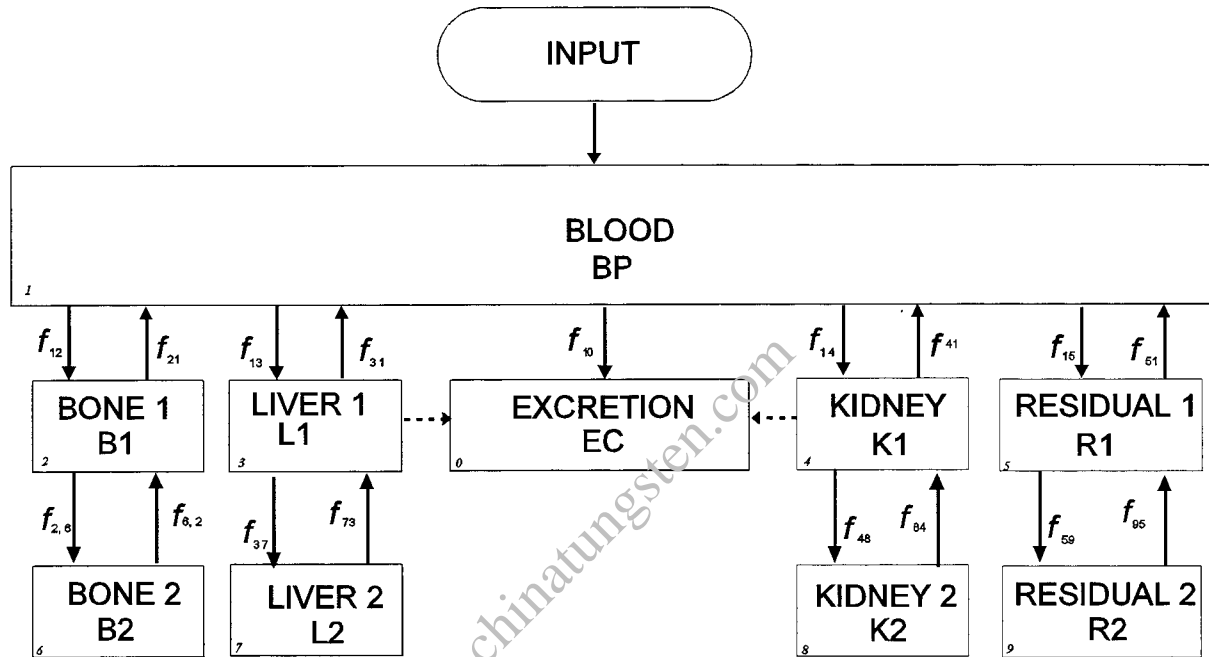 INPUT
BLOOD
BP
1
f12
f21
f13
f31
f10
f14
f41
f15
f51
BONE 1
B1
2
LIVER 1
L1
3
EXCRETION
EC
0
KIDNEY
K1
4
RESIDUAL 1
R1
5
f2,6
f6,2
f37
f73
f48
f84
f59
f95
BONE 2
B2
6
LIVER 2
L2
7
KIDNEY 2
K2
8
RESIDUAL 2
R2
9
chinatungsten.com